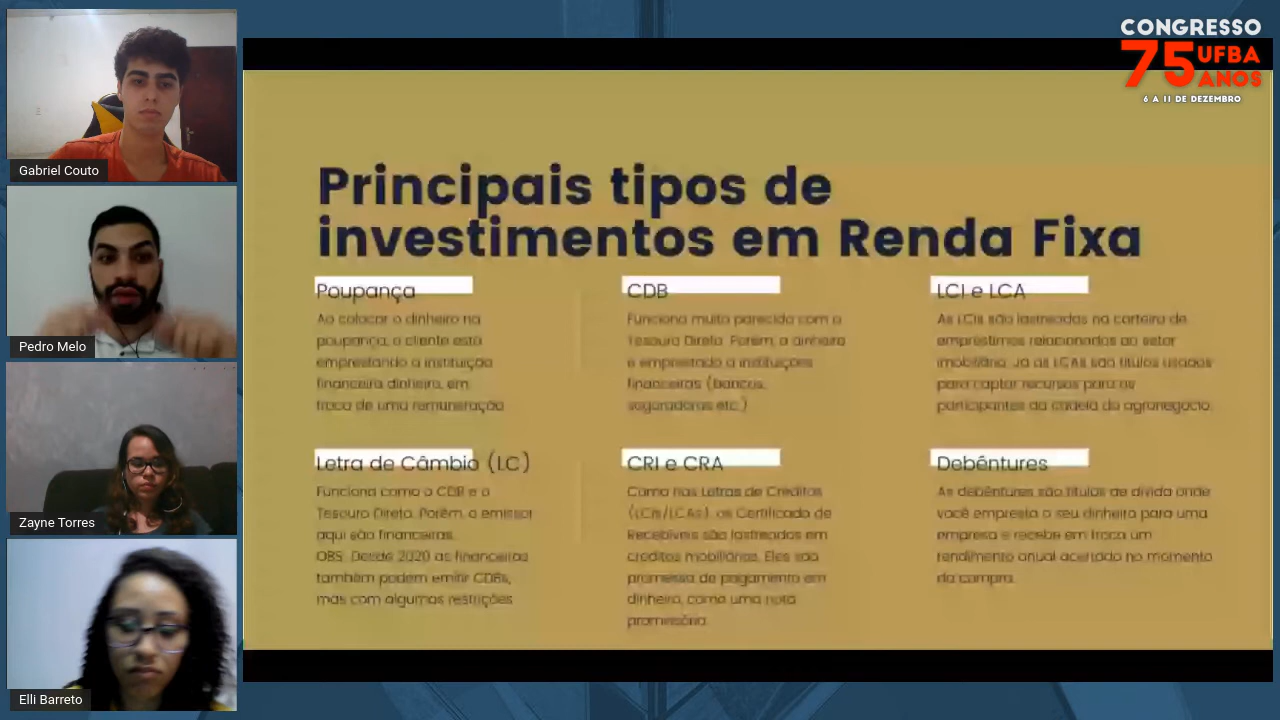 CONGRESSO
75 UFBA
ANOS
6 A 11 DE DEZEMBRO
Gabriel Couto
Pedro Melo
Zayne Torres
Elli Barreto
Principais tipos de
investimentos em Renda Fixa
Poupança
Ao colocar o dinheiro na
poupança, o cliente está
emprestando a instituição
financeira dinheiro, em
troca de uma remuneração
CDB
Funciona muito parecido com o
Tesouro Direto. Porém, o dinheiro
é emprestado a instituições
financeiras (bancos,
seguradoras etc.)
LCI e LCA
As LCIs são lastreadas na carteira de
empréstimos relacionados ao setor
imobiliário. Já as LCAs são títulos usados
para captar recursos para os
participantes da cadeia do agronegócio.
Letra de Câmbio (LC)
Funciona como o CDB e o
Tesouro Direto. Porém, o emissor
aqui são financeiras.
OBS: Desde 2020 as financeiras
também podem emitir CDBs,
mas com algumas restrições
CRI e CRA
Como nas Letras de Créditos
(LCIs/LCAs), os Certificado de
Recebíveis são lastreados em
creditos mobiliários. Eles são
promessa de pagamento em
dinheiro, como uma nota
promissória.
Debêntures
As debêntures são títulos de dívida onde
você empresta o seu dinheiro para uma
empresa e recebe em troca um
rendimento anual acertado no momento
da compra.